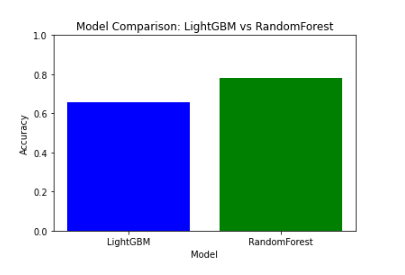 Model Comparison: LightGBM vs RandomForest
1.0
0.8
0.6
0.4
0.2
0.0
Accuracy
LightGBM
RandomForest
Model